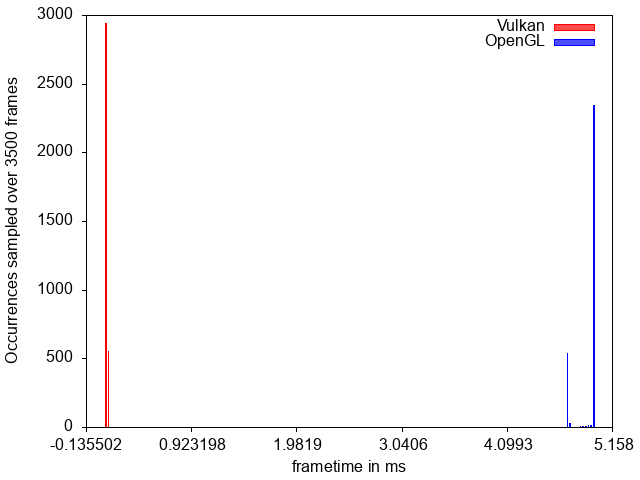 3000
2500
2000
1500
1000
500
0
Occurrences sampled over 3500 frames
Vulkan
OpenGL
-0.135502 0.923198 1.9819 3.0406 4.0993 5.158
frametime in ms